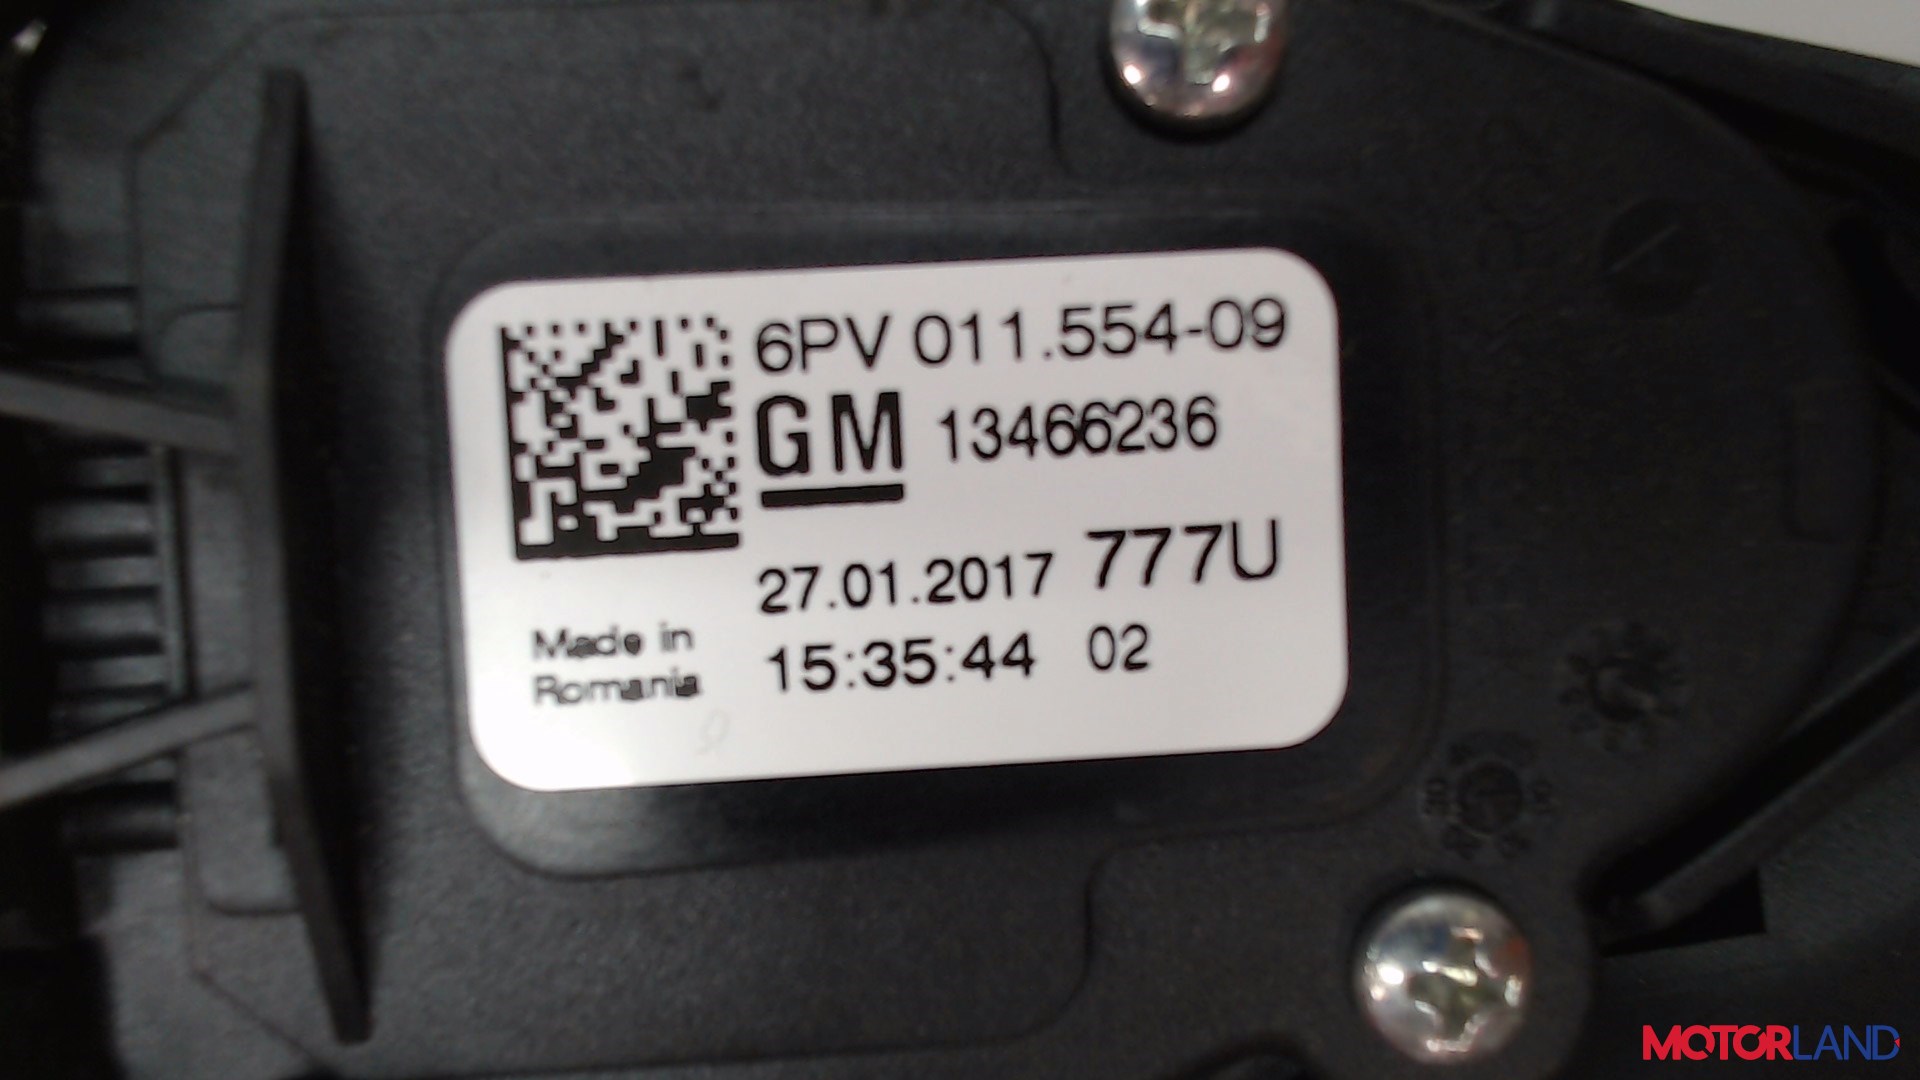 6PV 011.554-09
GM 13466236
27.01.2017 777U
15:35:44 02
Made in
Romania
MOTORLAND